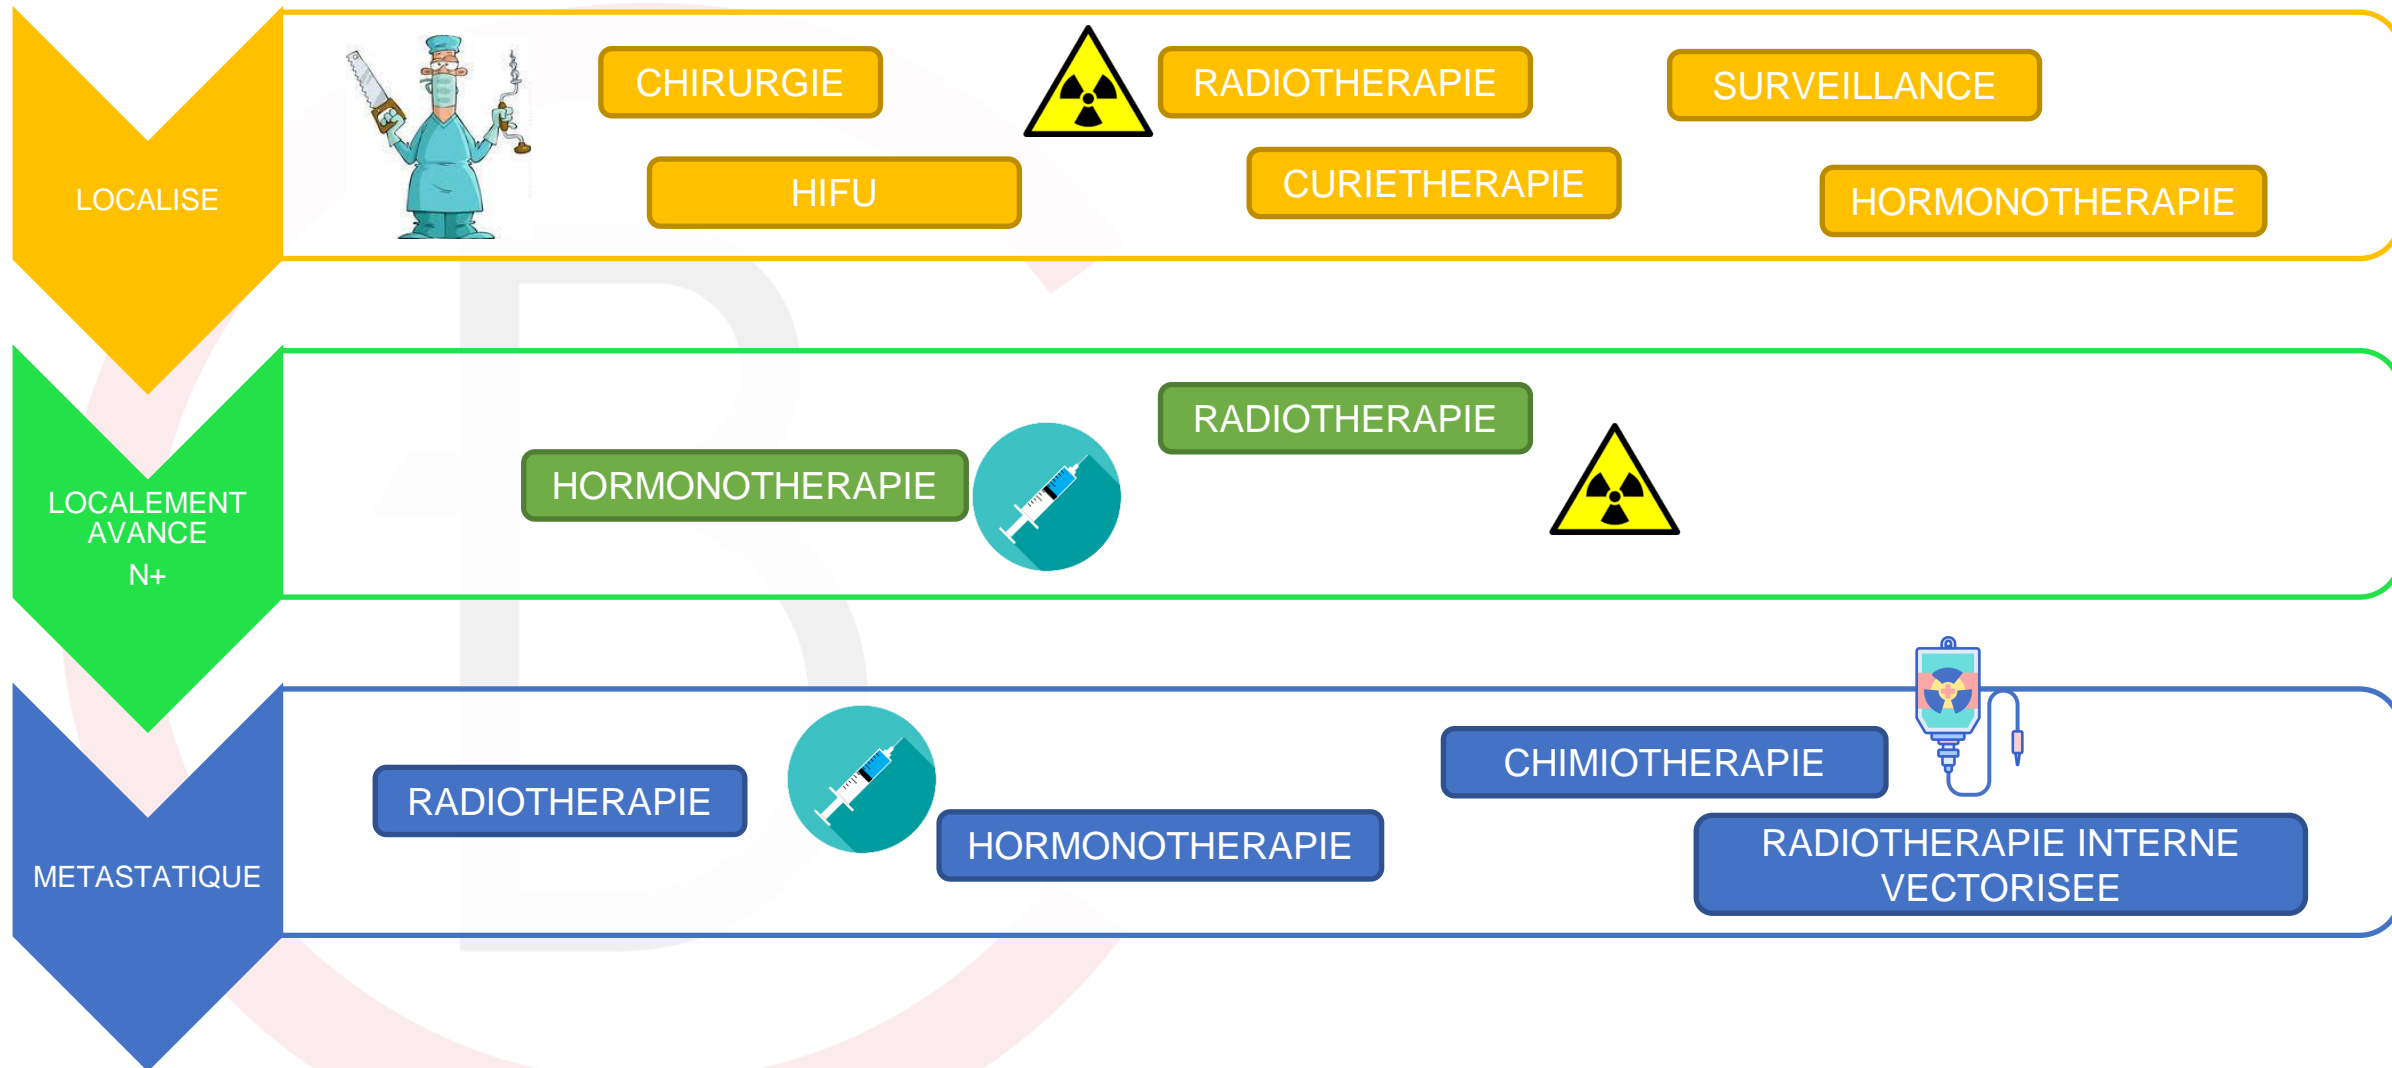 LOCALISE
CHIRURGIE
RADIOTHERAPIE
SURVEILLANCE
HIFU
CURIETHERAPIE
HORMONOTHERAPIE
LOCALEMENT
AVANCE
N+
RADIOTHERAPIE
HORMONOTHERAPIE
METASTATIQUE
RADIOTHERAPIE
HORMONOTHERAPIE
CHIMIOTHERAPIE
RADIOTHERAPIE INTERNE
VECTORISEE